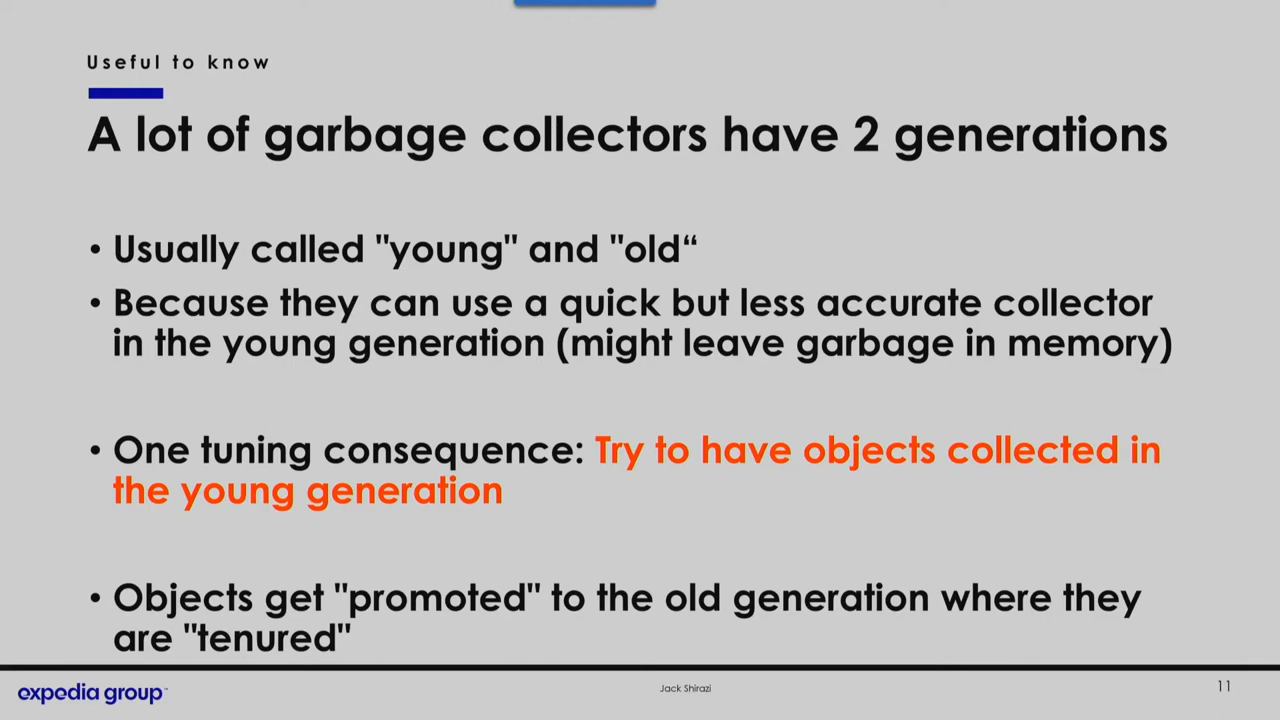 Useful to know
A lot of garbage collectors have 2 generations
• Usually called "young" and "old“
• Because they can use a quick but less accurate collector
in the young generation (might leave garbage in memory)
• One tuning consequence: Try to have objects collected in
the young generation
• Objects get "promoted" to the old generation where they
are "tenured"
expedia group™
Jack Shirazi
11